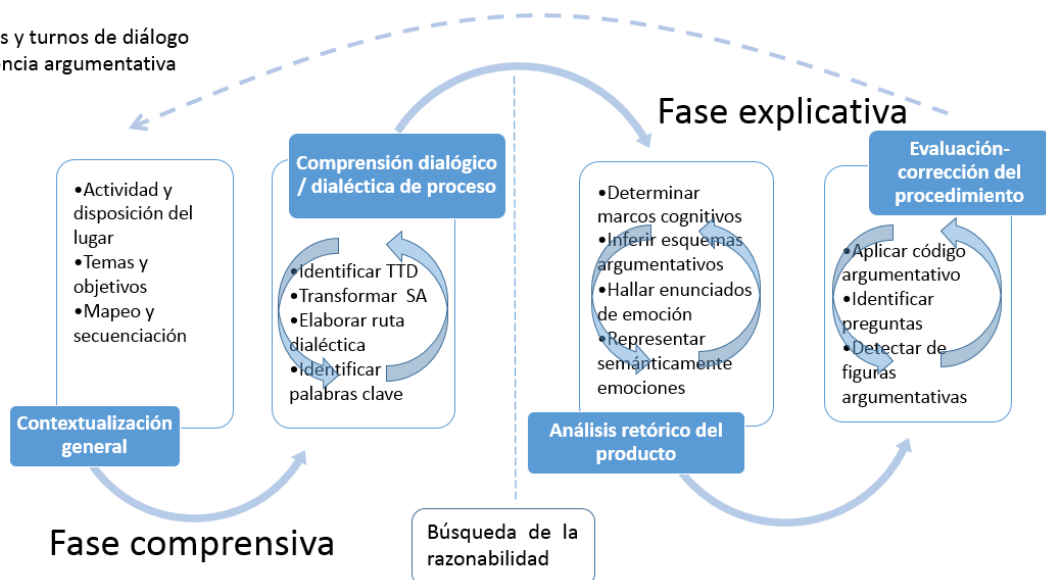 y turnos de diálogo
argumentativa
Fase explicativa
Comprensión dialógico
/ dialéctica de proceso
Evaluación-
corrección del
procedimiento
•Actividad y
disposición del
lugar
•Temas y
objetivos
•Mapeo y
secuenciación
•Identificar TTD
•Transformar SA
•Elaborar ruta
dialéctica
•Identificar
palabras clave
•Determinar
marcos cognitivos
•Inferir esquemas
argumentativos
•Hallar enunciados
de emoción
•Representar
semánticamente
emociones
•Aplicar código
argumentativo
•Identificar
preguntas
•Detectar de
figuras
argumentativas
Contextualización
general
Análisis retórico del
producto
Fase comprensiva
Búsqueda de la
razonabilidad